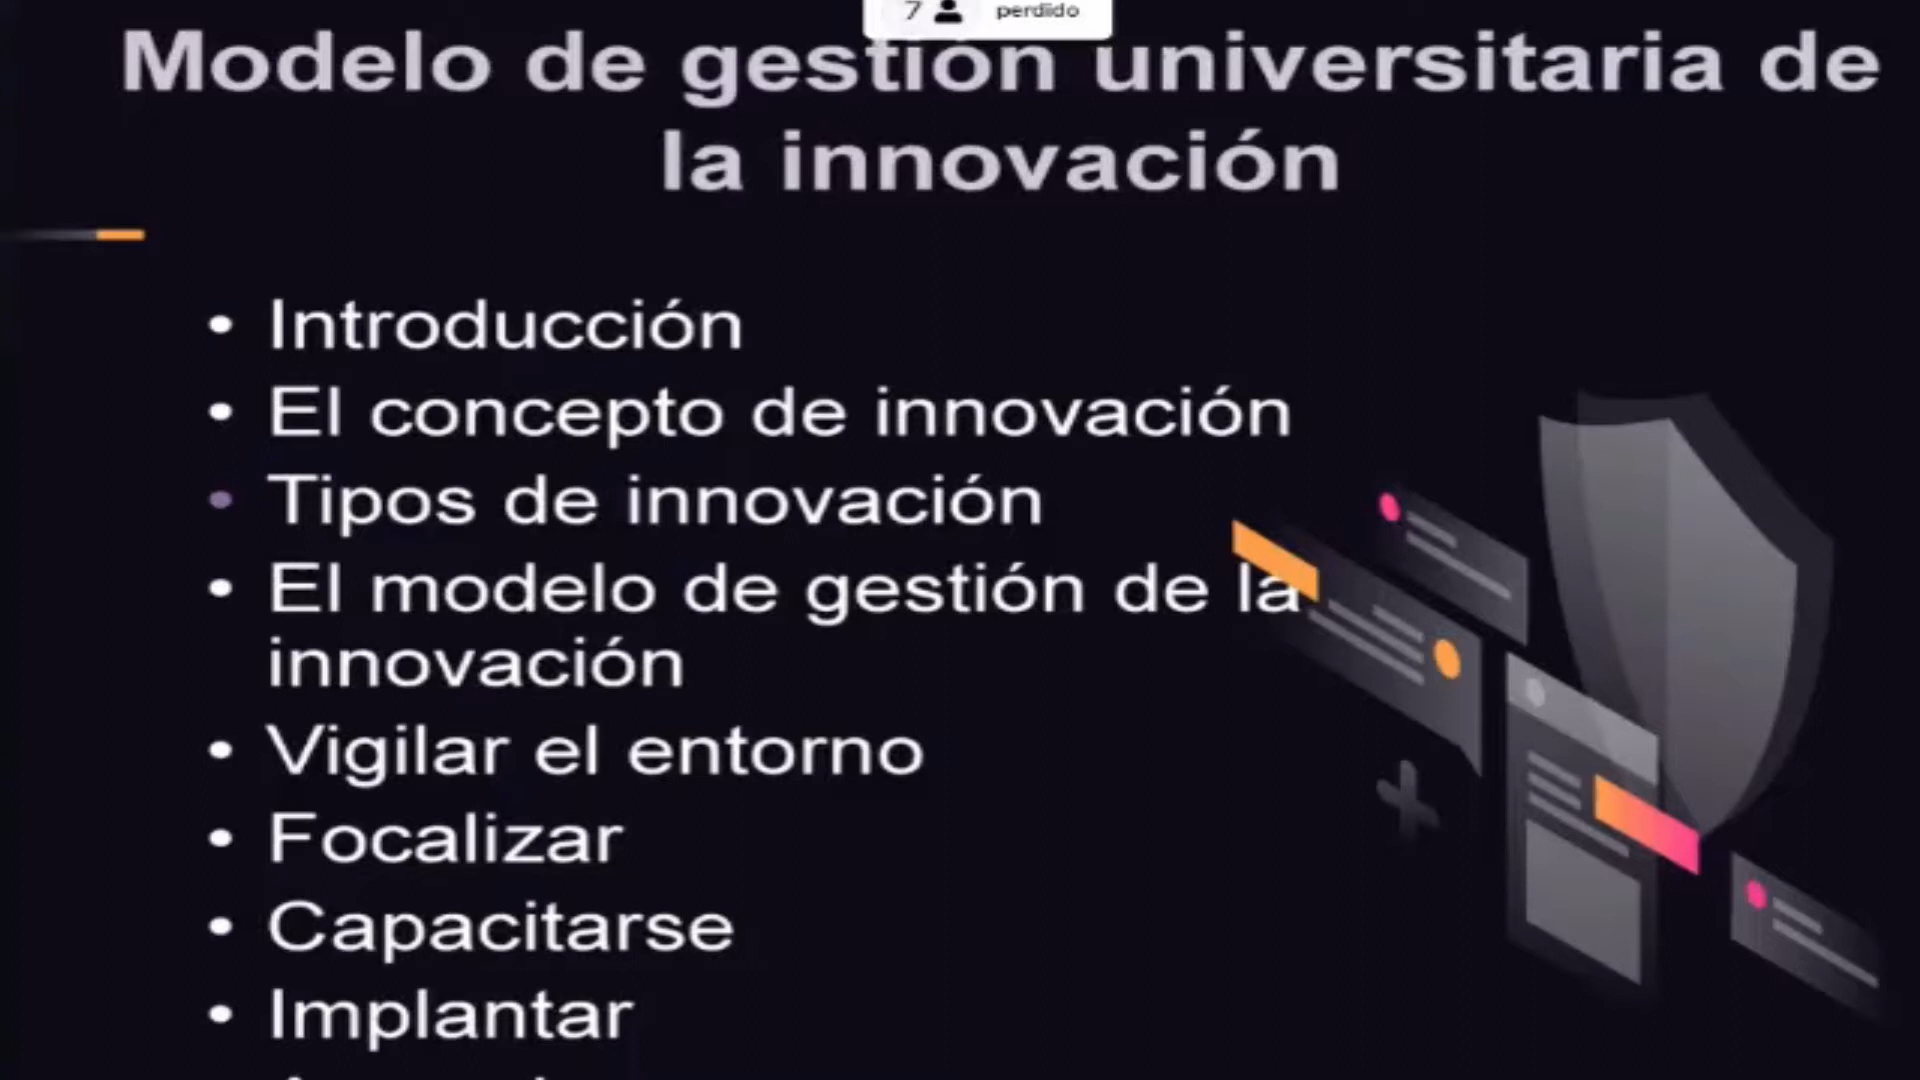 7 perdido
Modelo de gestión universitaria de
la innovación
• Introducción
• El concepto de innovación
• Tipos de innovación
• El modelo de gestión de la
innovación
• Vigilar el entorno
• Focalizar
• Capacitarse
• Implantar